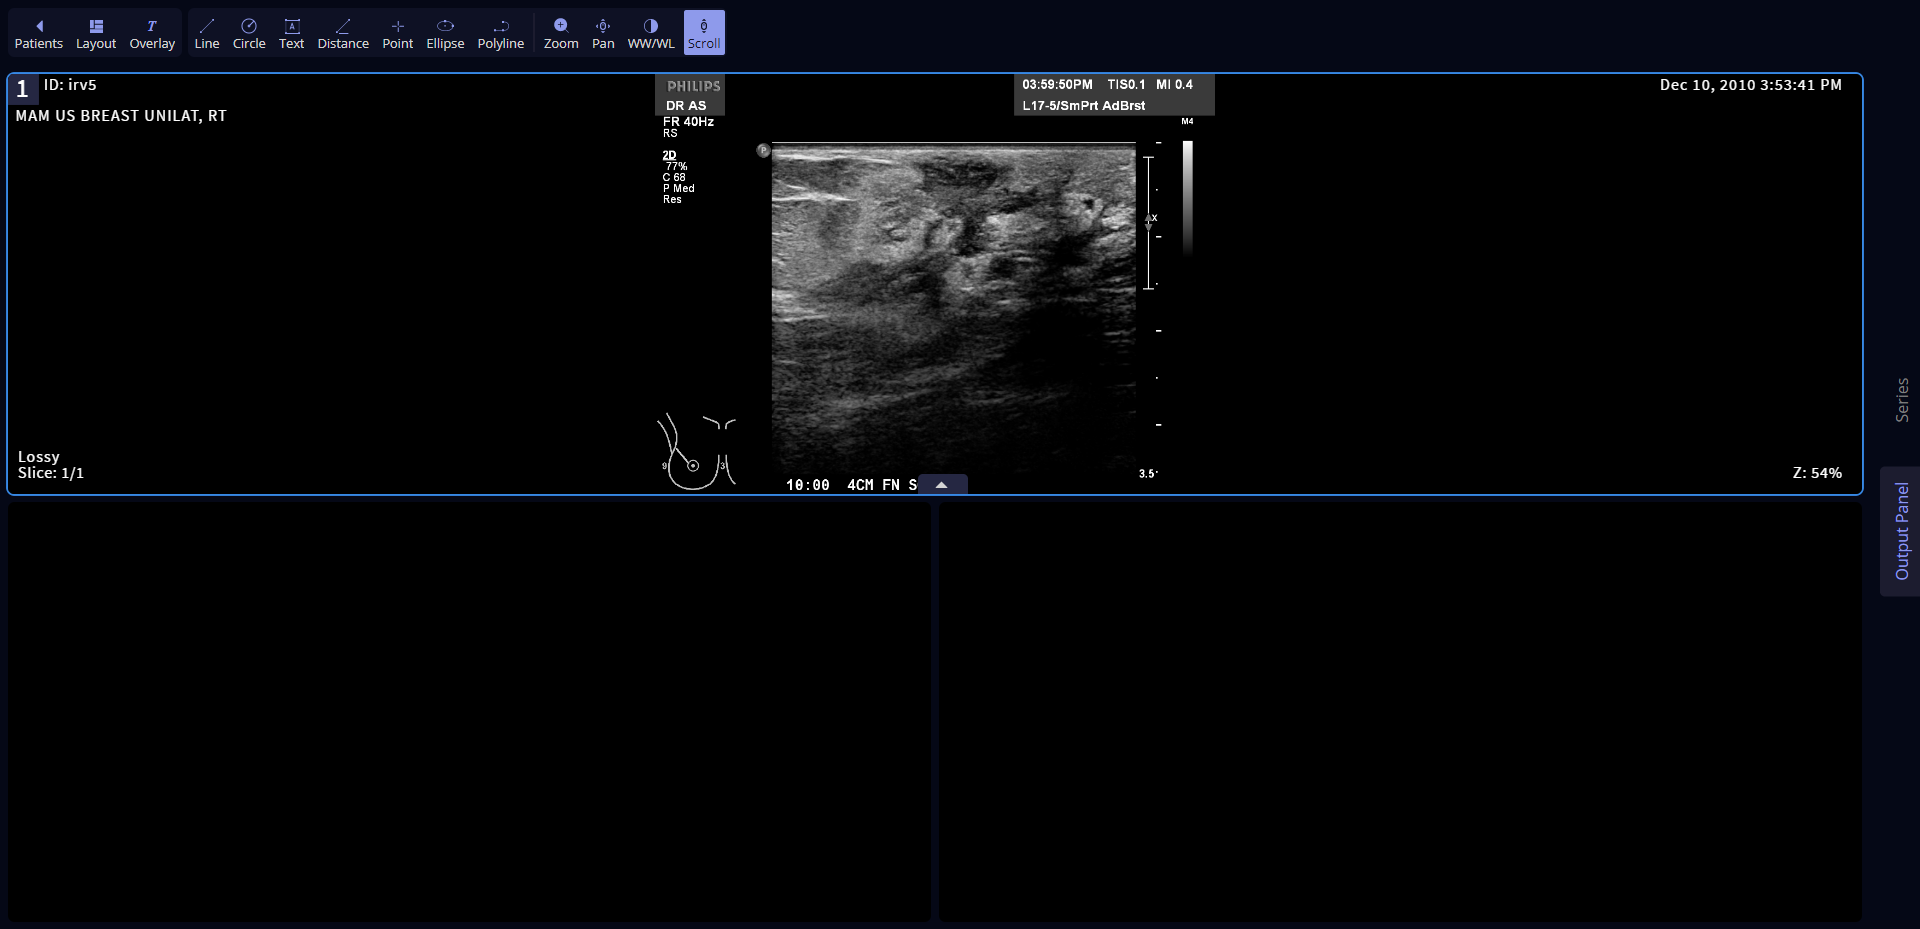 Patients
Layout
Overlay
Line
Circle
Text
Distance
Point
Ellipse
Polyline
Zoom
Pan
WW/WL
Scroll
1
ID: irv5
MAM US BREAST UNILAT, RT
Dec 10, 2010 3:53:41 PM
PHILIPS
DR AS
FR 40Hz
RS
2D
77%
C 68
P Med
Res
03:59:50PM TIS0.1 MI 0.4
L17-5/SmPrt AdBrst
M4
P
X
9
3
3.5
10:00 4CM FN S
Lossy
Slice: 1/1
Z: 54%
Series
Output Panel